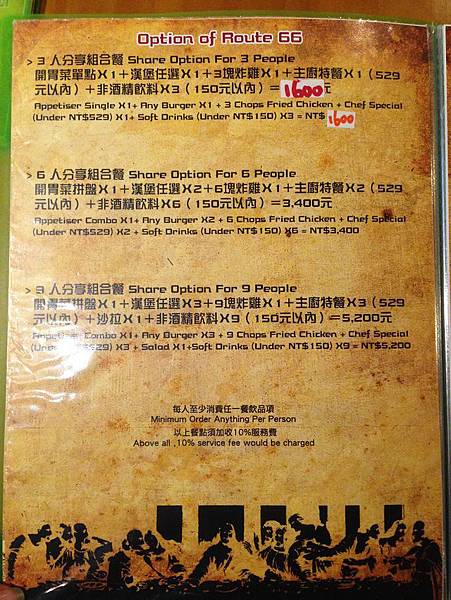 Option of Route 66
> 3 人分享組合餐 Share Option For 3 People
開胃菜單點X1＋漢堡任選X1＋3塊炸雞X1＋主廚特餐X1（529
元以內）＋非酒精飲料X3（150元以內）＝1600元
Appetiser Single X1+ Any Burger X1 + 3 Chops Fried Chicken + Chef Special
(Under NT$529) X1+ Soft Drinks (Under NT$150) X3 = NT$1600
> 6 人分享組合餐 Share Option For 6 People
開胃菜拼盤X1＋漢堡任選X2＋6塊炸雞X1＋主廚特餐X2（529
元以內）＋非酒精飲料X6（150元以內）＝3,400元
Appetiser Combo X1+ Any Burger X2 + 6 Chops Fried Chicken + Chef Special
(Under NT$529) X2 + Soft Drinks (Under NT$150) X6 = NT$3,400
> 9 人分享組合餐 Share Option For 9 People
開胃菜拼盤X1＋漢堡任選X3＋9塊炸雞X1＋主廚特餐X3（529
元以內）＋沙拉X1＋非酒精飲料X9（150元以內）＝5,200元
Appetiser Combo X1+ Any Burger X3 + 9 Chops Fried Chicken + Chef Special
(Under NT$529) X3 + Salad X1+Soft Drinks (Under NT$150) X9 = NT$5,200
每人至少消費任一餐飲品項
Minimum Order Anything Per Person
以上餐點須加收10%服務費
Above all ,10% service fee would be charged